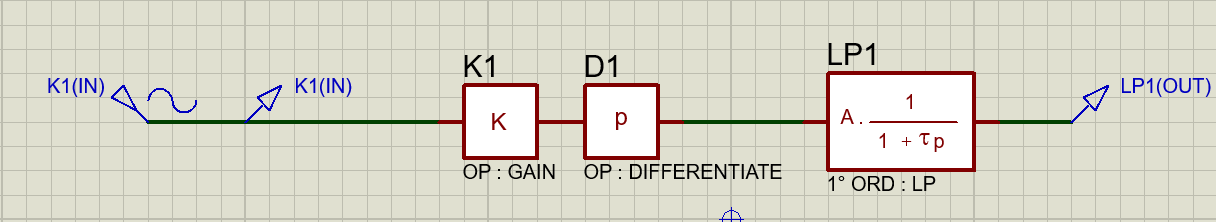 K1(IN)
K1(IN)
K1
K
OP : GAIN
D1
p
OP : DIFFERENTIATE
LP1
A .
1
1 + τp
1° ORD : LP
LP1(OUT)